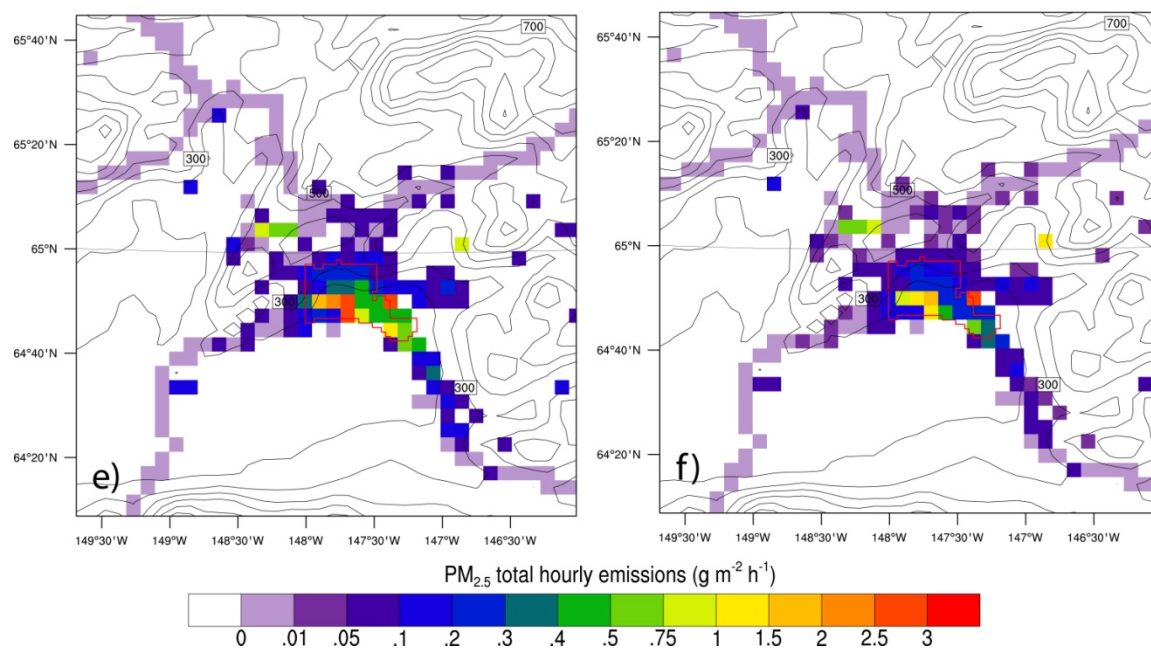 700
700
65°40'N
65°40'N
65°20'N
65°20'N
300
300
500
500
65°N
65°N
300
300
64°40'N
64°40'N
300
300
64°20'N
64°20'N
e)
f)
149°30'W 149°W 148°30'W 148°W 147°30'W 147°W 146°30'W
149°30'W 149°W 148°30'W 148°W 147°30'W 147°W 146°30'W
PM2.5 total hourly emissions (g m-2 h-1)
0 .01 .05 .1 .2 .3 .4 .5 .75 1 1.5 2 2.5 3